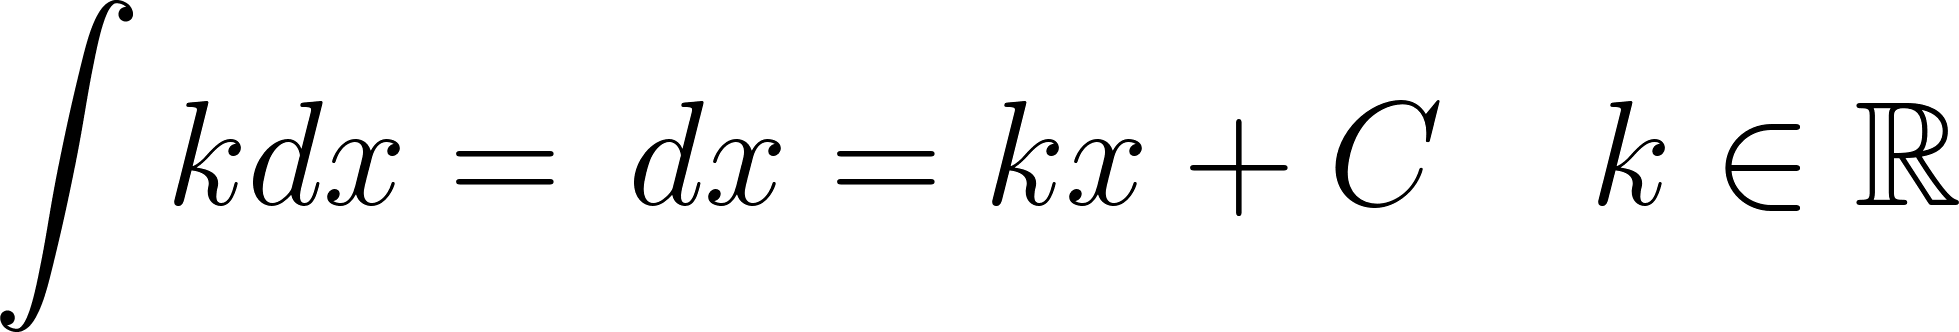 ∫ kdx = dx = kx + C k ∈ ℝ